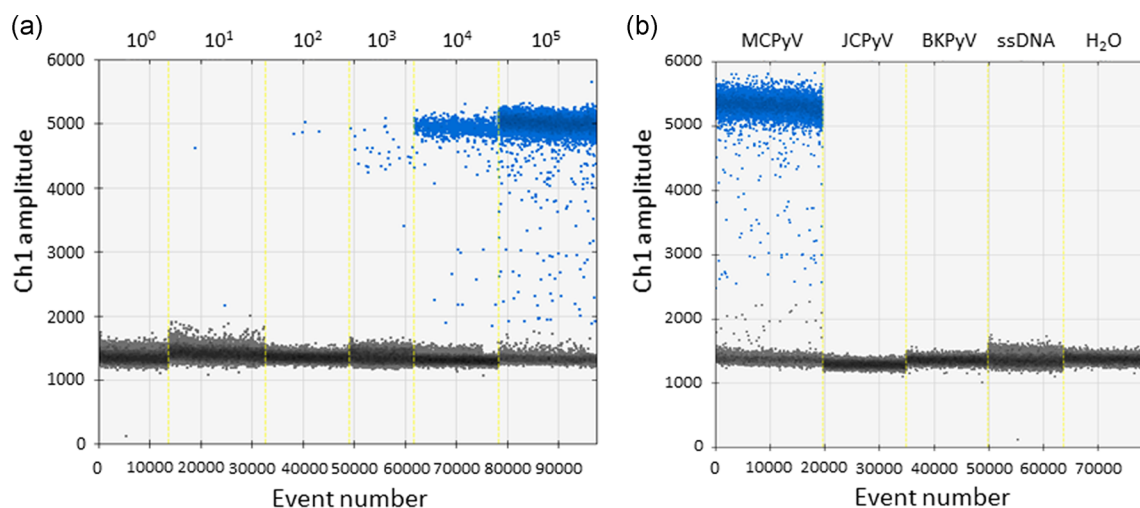 (a)
10⁰ 10¹ 10² 10³ 10⁴ 10⁵
6000
5000
4000
3000
2000
1000
0
Ch1 amplitude
0 10000 20000 30000 40000 50000 60000 70000 80000 90000
Event number
(b)
MCPyV JCPyV BKPyV ssDNA H₂O
6000
5000
4000
3000
2000
1000
0
Ch1 amplitude
0 10000 20000 30000 40000 50000 60000 70000
Event number